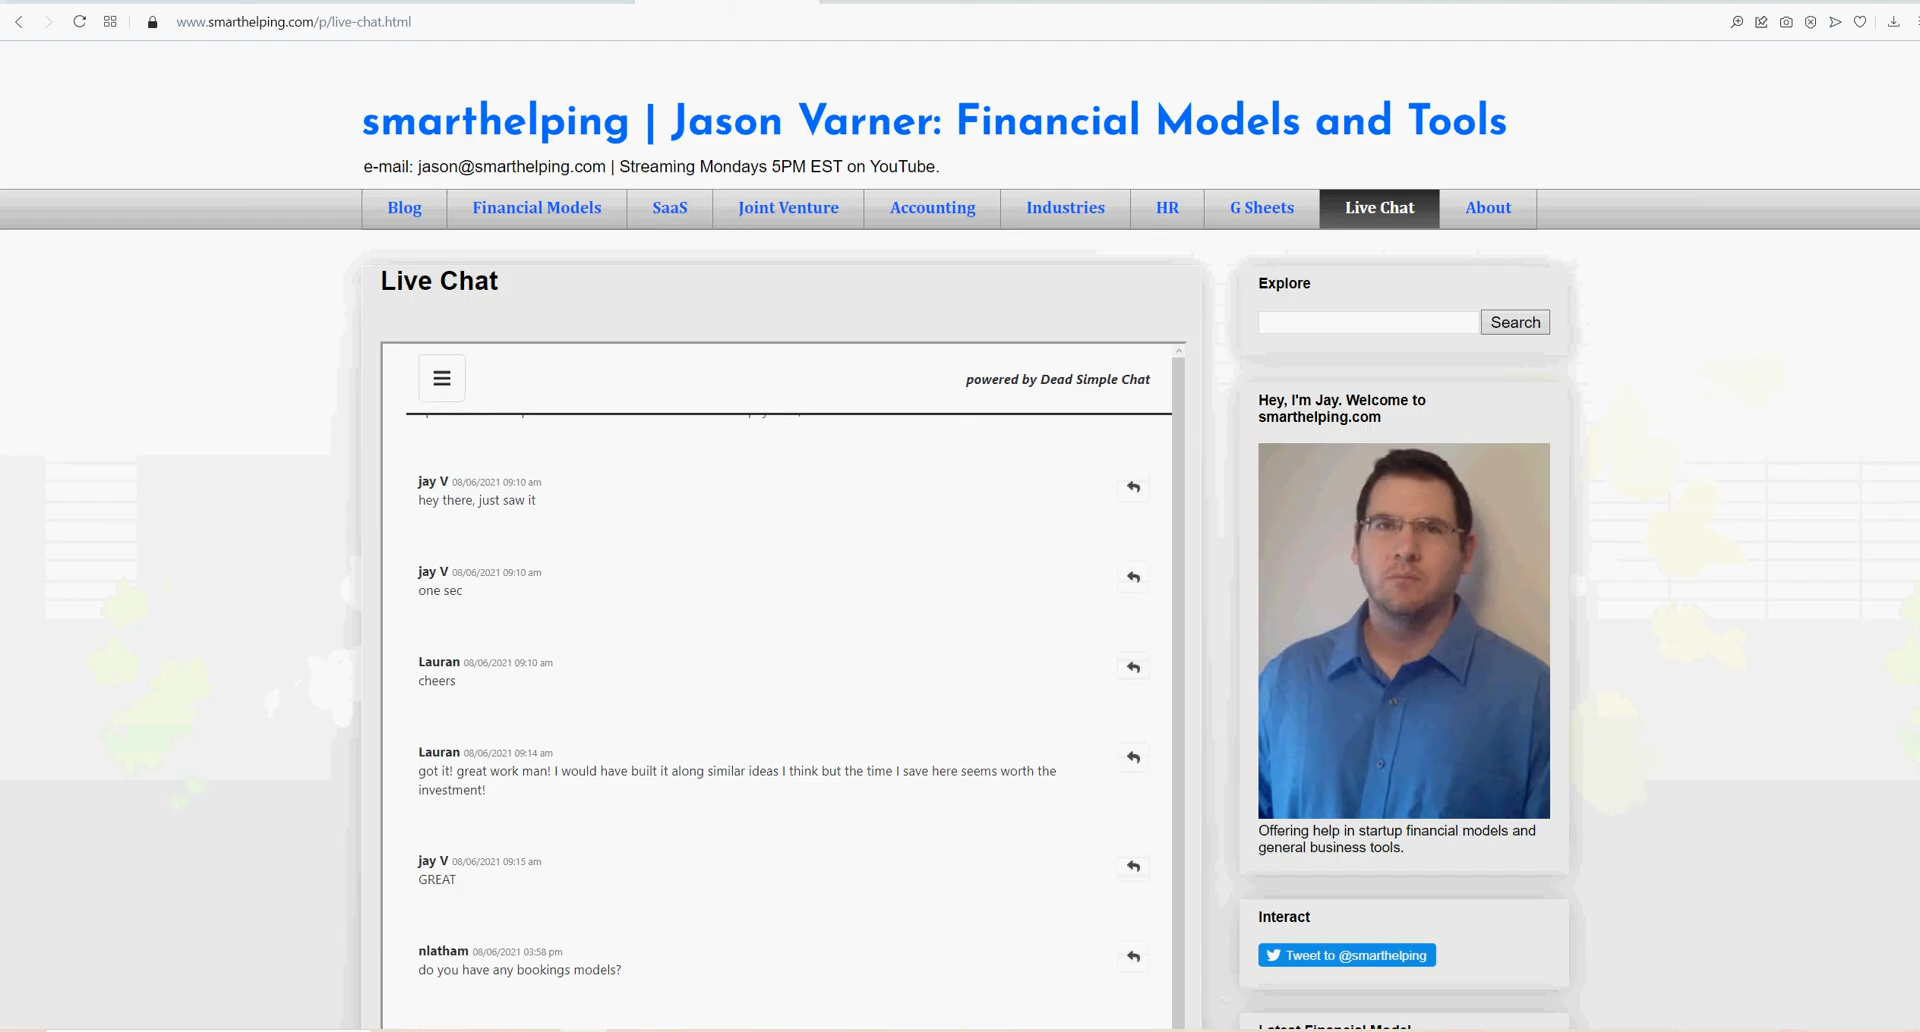 www.smarthelping.com/p/live-chat.html
smarthelping | Jason Varner: Financial Models and Tools
e-mail: jason@smarthelping.com | Streaming Mondays 5PM EST on YouTube.
Blog Financial Models SaaS Joint Venture Accounting Industries HR G Sheets Live Chat About
Live Chat
powered by Dead Simple Chat
jay V 08/06/2021 09:10 am
hey there, just saw it
jay V 08/06/2021 09:10 am
one sec
Lauran 08/06/2021 09:10 am
cheers
Lauran 08/06/2021 09:14 am
got it! great work man! I would have built it along similar ideas I think but the time I save here seems worth the
investment!
jay V 08/06/2021 09:15 am
GREAT
nlatham 08/06/2021 03:58 pm
do you have any bookings models?
Explore
Search
Hey, I'm Jay. Welcome to
smarthelping.com
Offering help in startup financial models and
general business tools.
Interact
Tweet to @smarthelping
Latest Financial Model